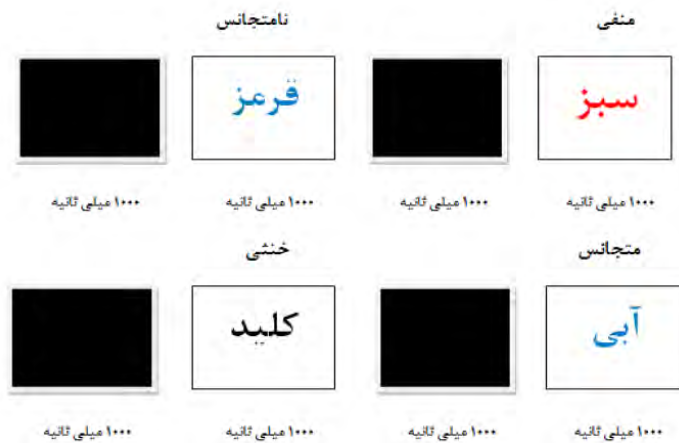 منفی نامتجانس
سبز قرمز
۱۰۰۰ میلی ثانیه ۱۰۰۰ میلی ثانیه ۱۰۰۰ میلی ثانیه ۱۰۰۰ میلی ثانیه
متجانس خنثی
آبی کلید
۱۰۰۰ میلی ثانیه ۱۰۰۰ میلی ثانیه ۱۰۰۰ میلی ثانیه ۱۰۰۰ میلی ثانیه